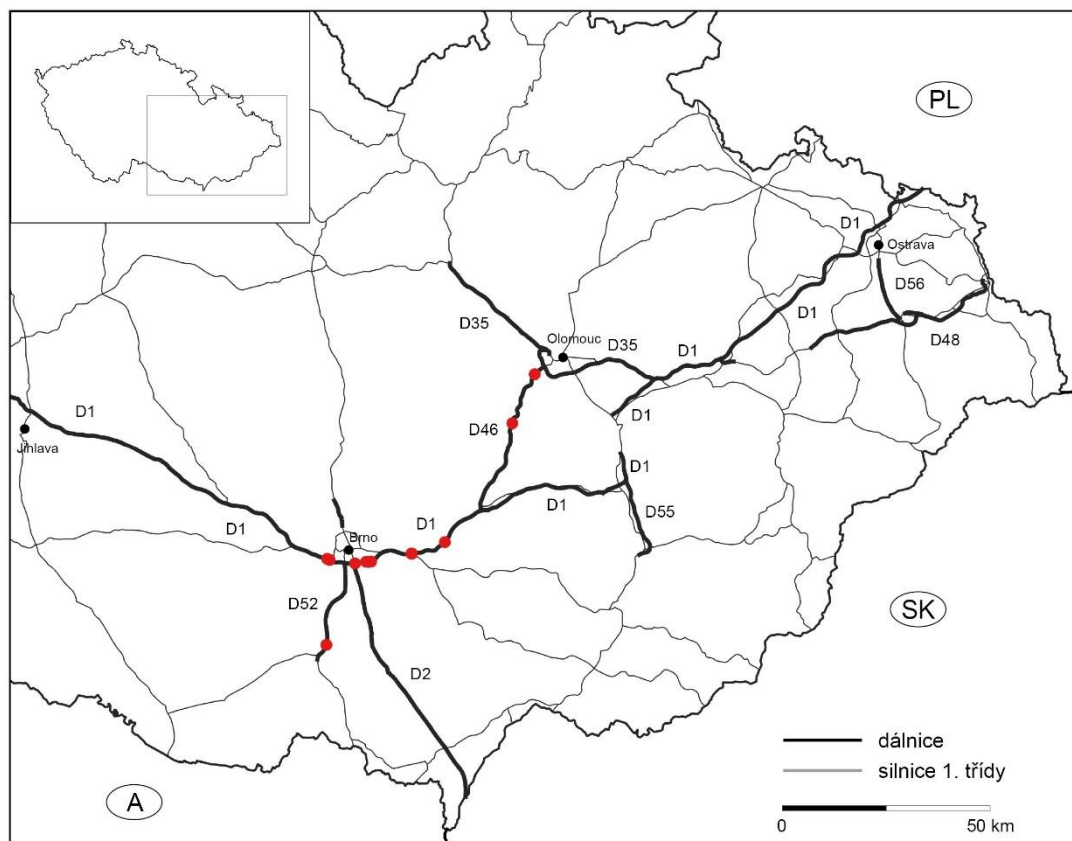 PL
D1
Ostrava
D56
D35
D1
Olomouc
D35
D1
D48
D1
D1
Jihlava
D46
D1
D1
D55
D1
D1
Brno
D52
SK
D2
dálnice
silnice 1. třídy
A
0
50 km